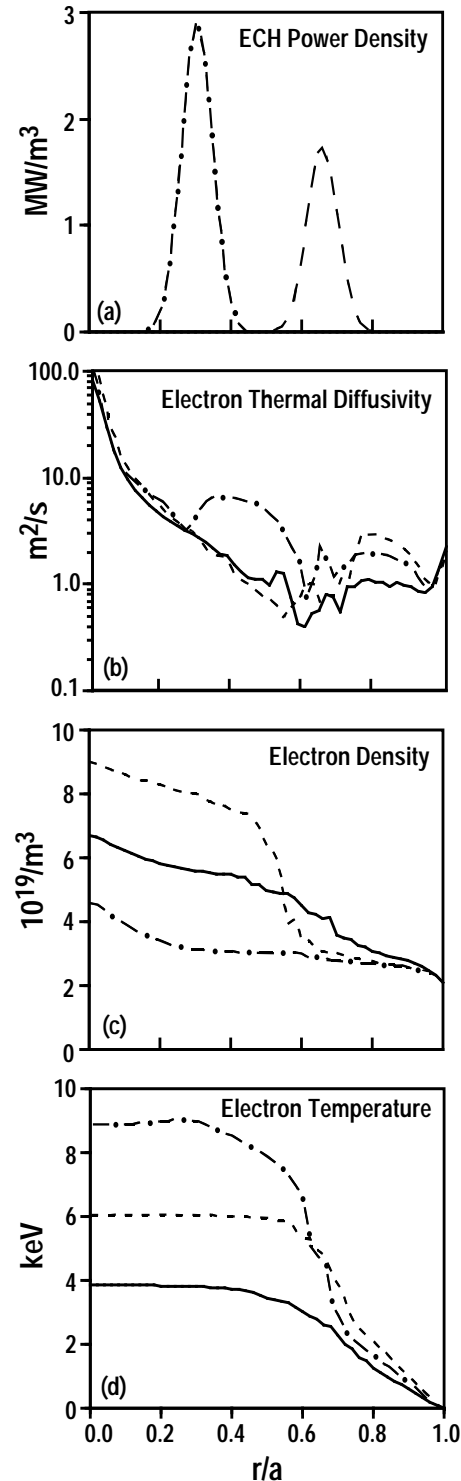 3
ECH Power Density
2
MW/m³
1
0
(a)
100.0
Electron Thermal Diffusivity
10.0
m²/s
1.0
(b)
0.1
10
Electron Density
8
10¹⁹/m³
6
4
2
(c)
0
10
Electron Temperature
8
keV
6
4
2
(d)
0
0.0 0.2 0.4 0.6 0.8 1.0
r/a